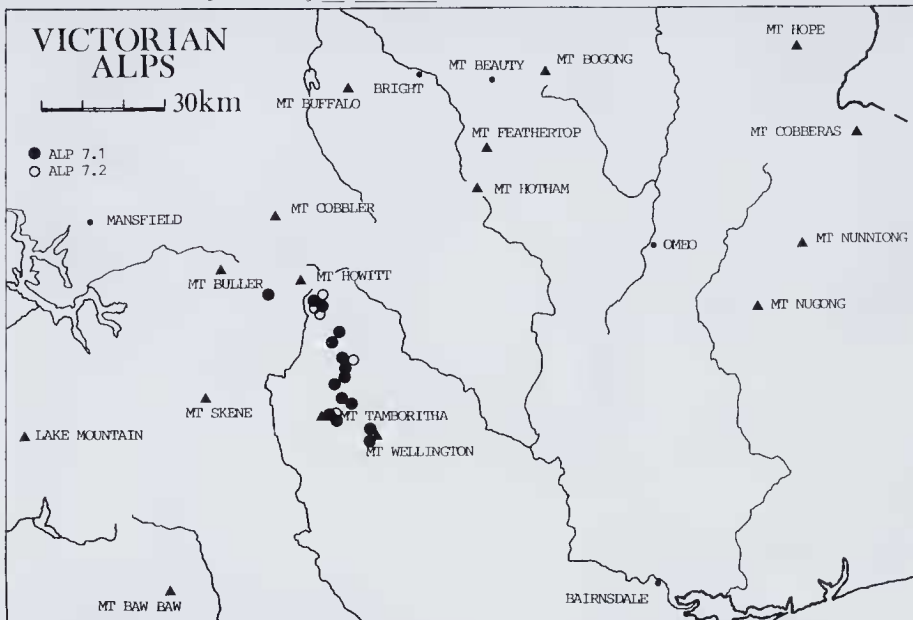 VICTORIAN
ALPS
30km
● ALP 7.1
○ ALP 7.2
MT HOPE
MT BEAUTY
MT BOGONG
BRIGHT
MT BUFFALO
MT FEATHERTOP
MT COBBERAS
MT HOTHAM
MT COBBLER
MANSFIELD
OMEO
MT NUNNIONG
MT BULLER
MT HOWITT
MT NUGONG
MT SKENE
MT TAMBORITHA
LAKE MOUNTAIN
MT WELLINGTON
BAIRNSDALE
MT BAW BAW